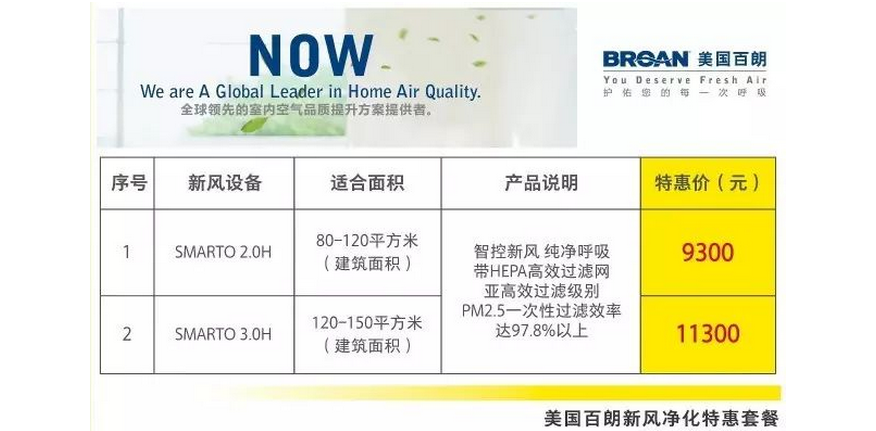 NOW
We are A Global Leader in Home Air Quality.
全球领先的室内空气品质提升方案提供者。
BROAN 美国百朗
You Deserve Fresh Air
护佑您的每一次呼吸
序号 新风设备 适合面积 产品说明 特惠价（元）
1 SMARTO 2.0H 80-120平方米
（建筑面积） 9300
智控新风 纯净呼吸
带HEPA高效过滤网
亚高效过滤级别
PM2.5一次性过滤效率
达97.8%以上
2 SMARTO 3.0H 120-150平方米
（建筑面积） 11300
美国百朗新风净化特惠套餐